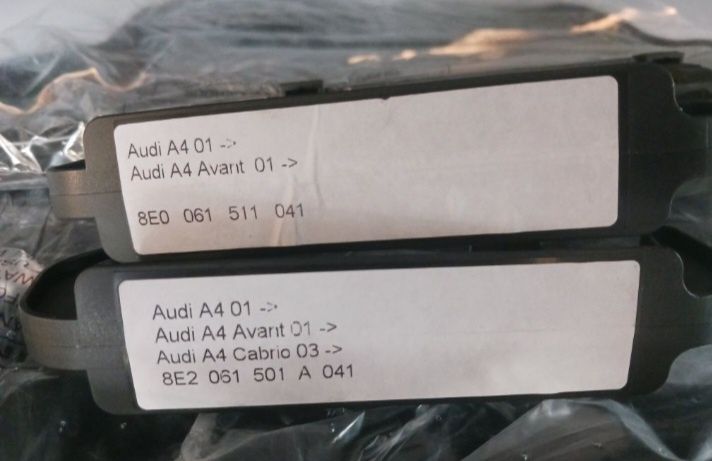 Audi A4 01 ->
Audi A4 Avant 01 ->
8E0 061 511 041
Audi A4 01 ->
Audi A4 Avant 01 ->
Audi A4 Cabrio 03 ->
8E2 061 501 A 041